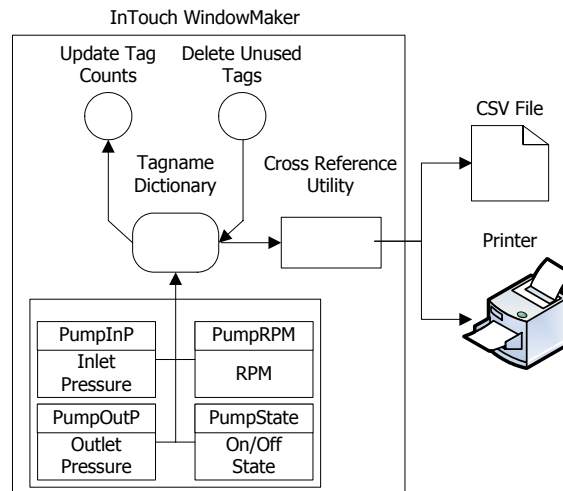 InTouch WindowMaker
Update Tag
Counts
Delete Unused
Tags
CSV File
Tagname
Dictionary
Cross Reference
Utility
Printer
PumpInP
Inlet
Pressure
PumpRPM
RPM
PumpOutP
Outlet
Pressure
PumpState
On/Off
State